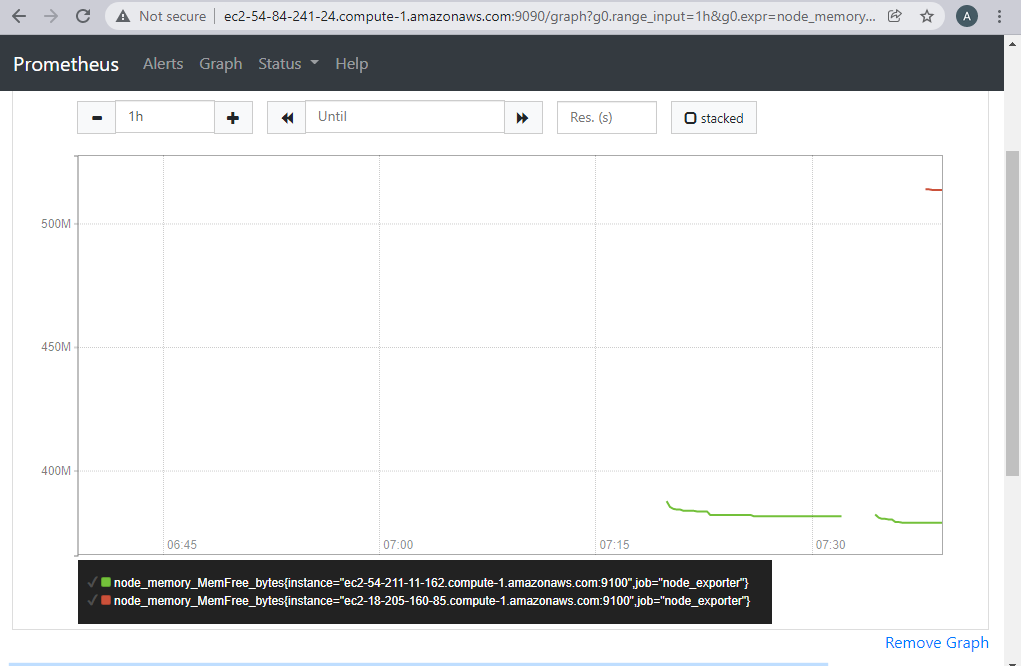 Not secure ec2-54-84-241-24.compute-1.amazonaws.com:9090/graph?g0.range_input=1h&g0.expr=node_memory... A
Prometheus Alerts Graph Status Help
1h Until Res. (s) stacked
500M
450M
400M
06:45 07:00 07:15 07:30
node_memory_MemFree_bytes{instance="ec2-54-211-11-162.compute-1.amazonaws.com:9100",job="node_exporter"}
node_memory_MemFree_bytes{instance="ec2-18-205-160-85.compute-1.amazonaws.com:9100",job="node_exporter"}
Remove Graph